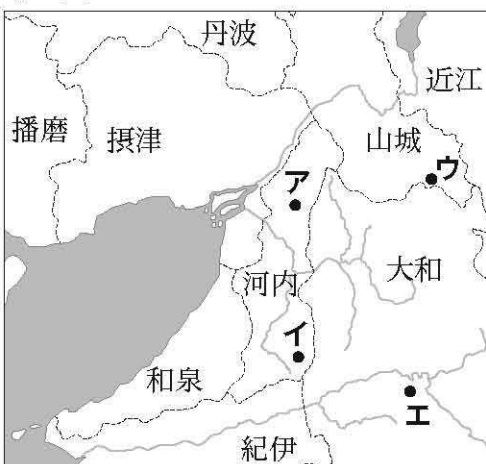 丹波
近江
播磨
摂津
山城
ウ
ア
大和
河内
イ
和泉
エ
紀伊